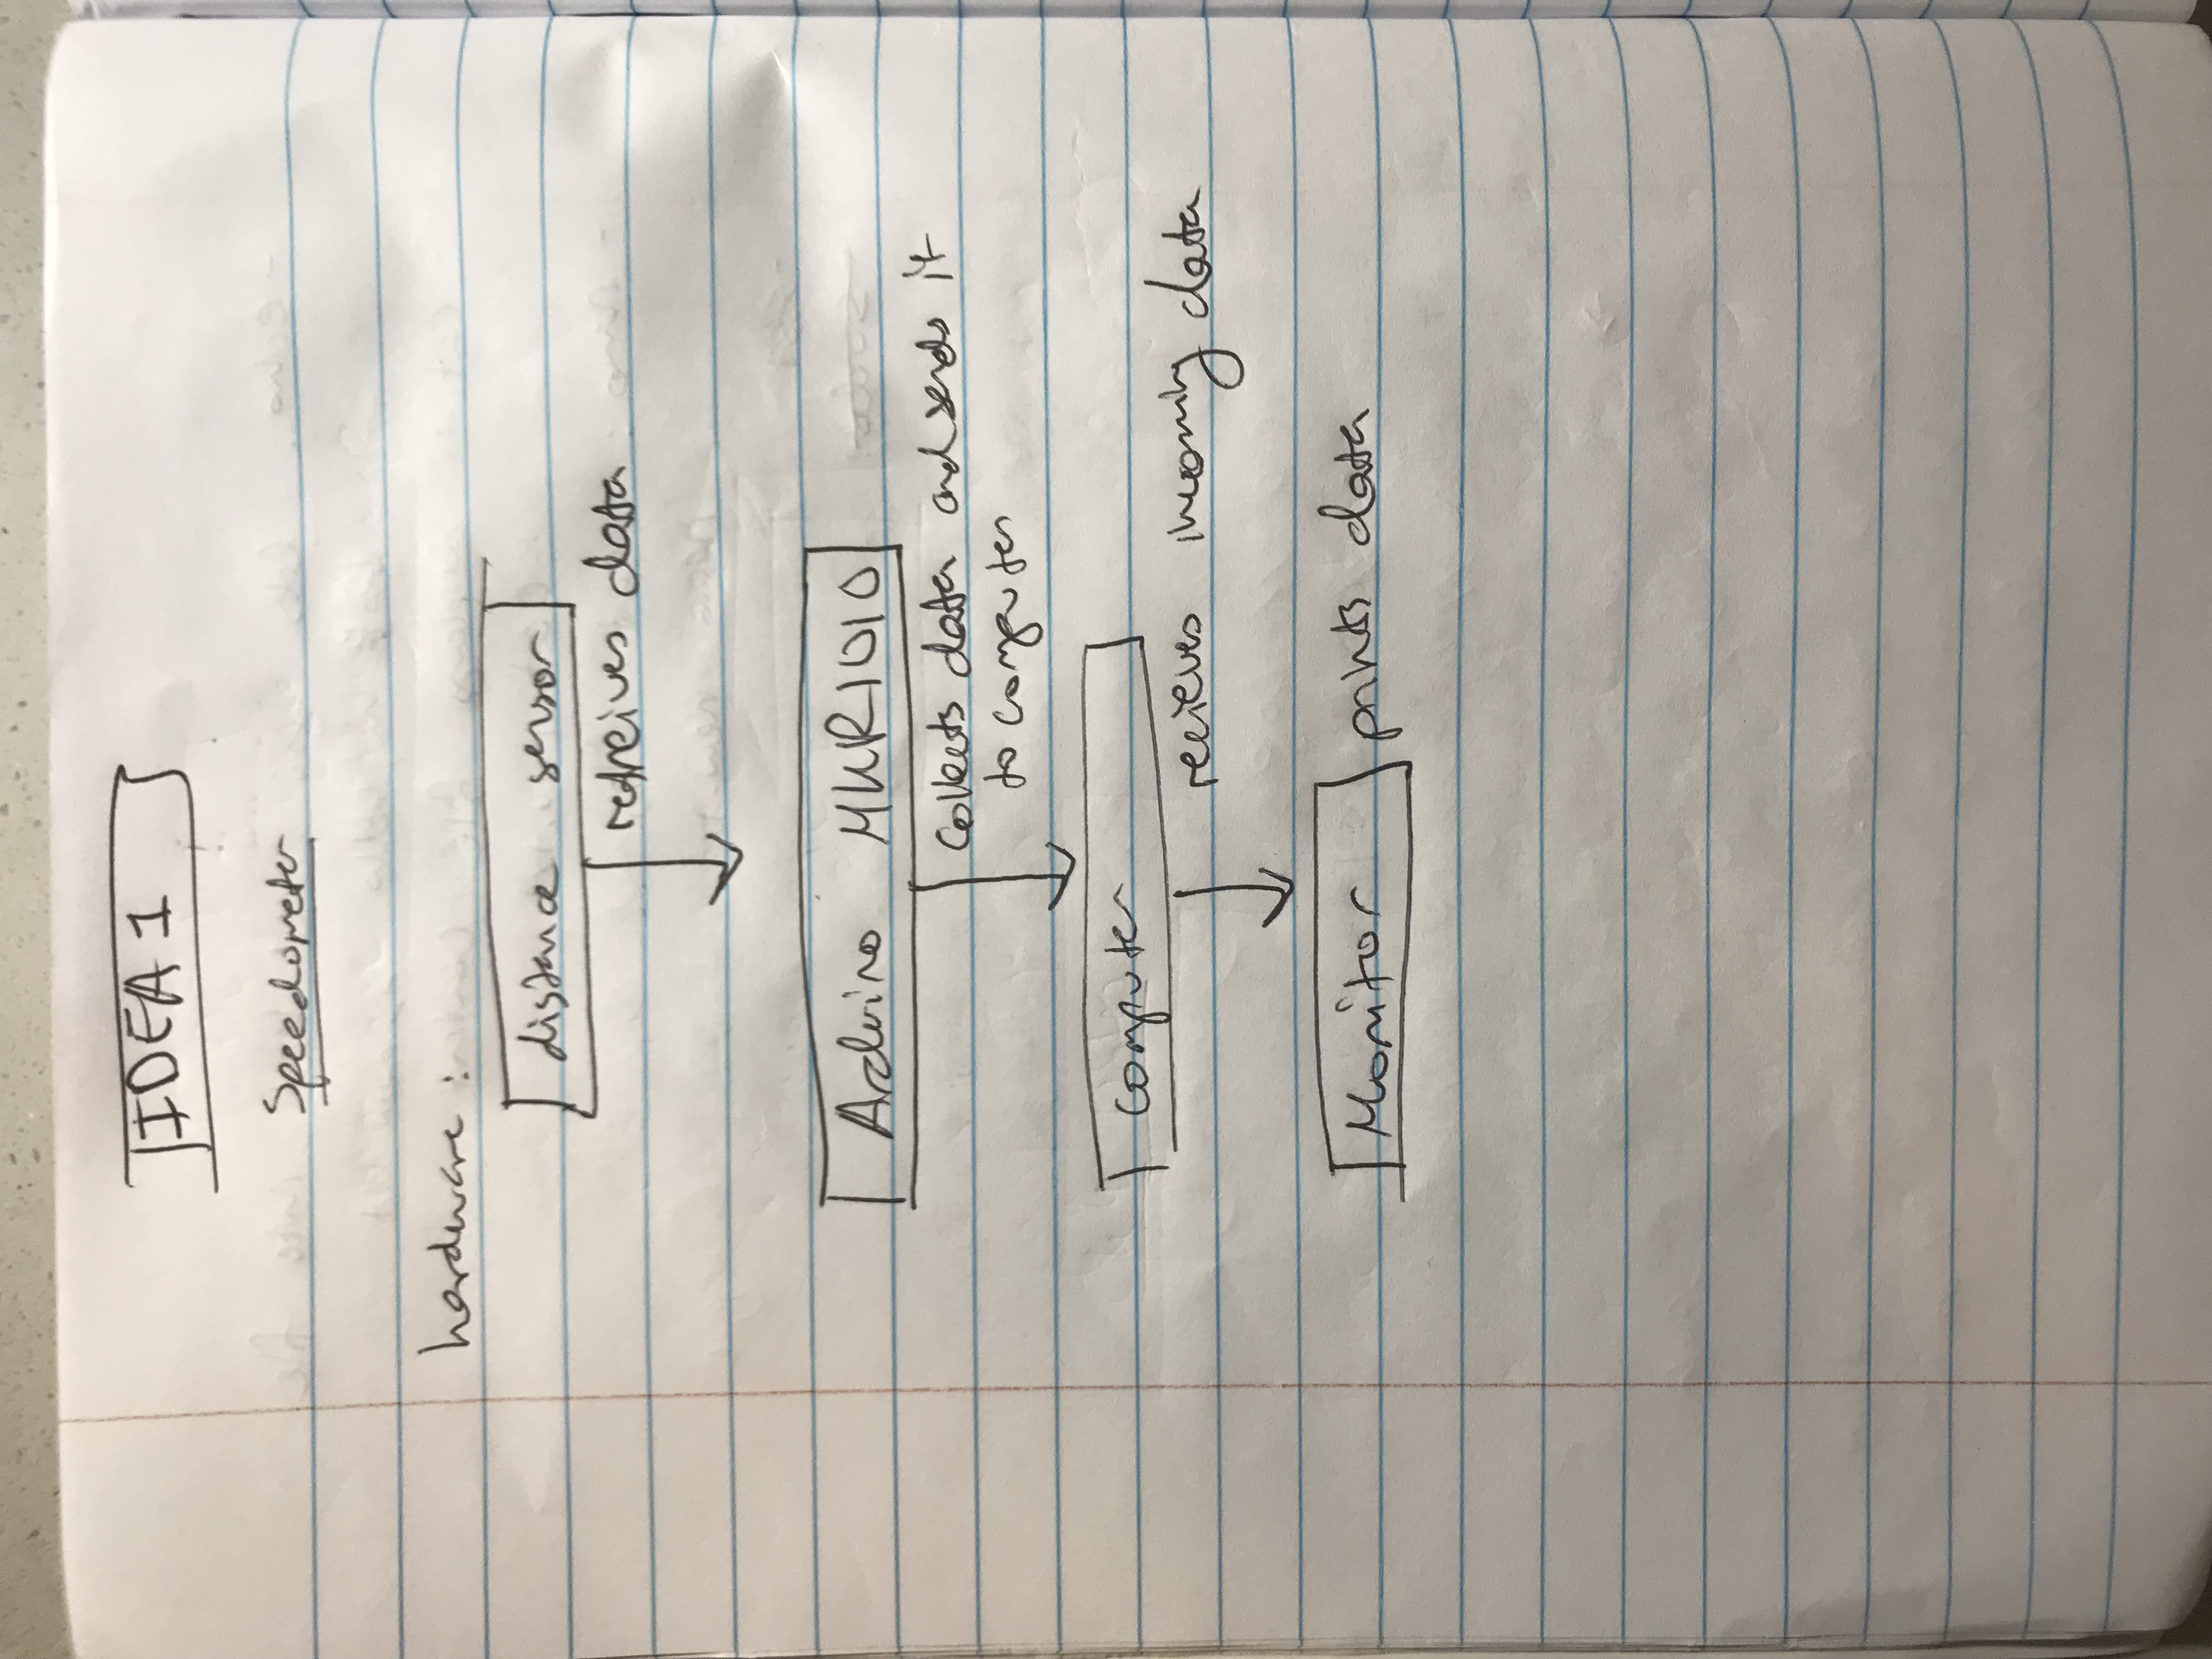 IDEA 1
Speedometer
hardware :
distance sensor
retreives data
Arduino MKR1010
Collects data and sends it
to computer
Computer
recieves incoming data
Monitor prints data